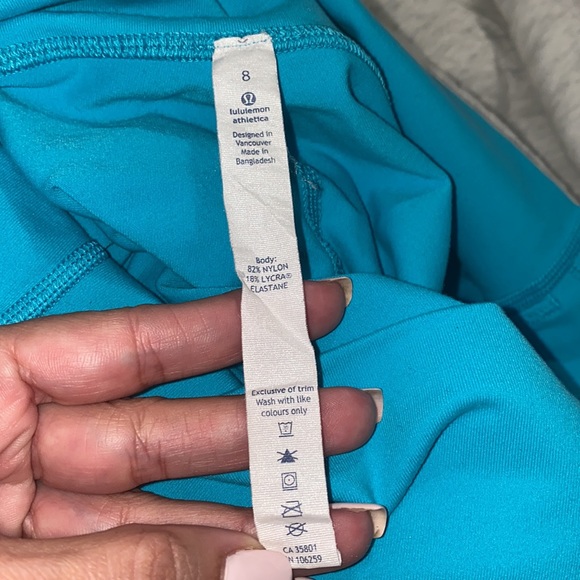 8
lululemon
athletica
Designed in
Vancouver
Made in
Bangladesh
Body:
82% NYLON
18% LYCRA®
ELASTANE
Exclusive of trim
Wash with like
colours only
CA 35801
N 106259